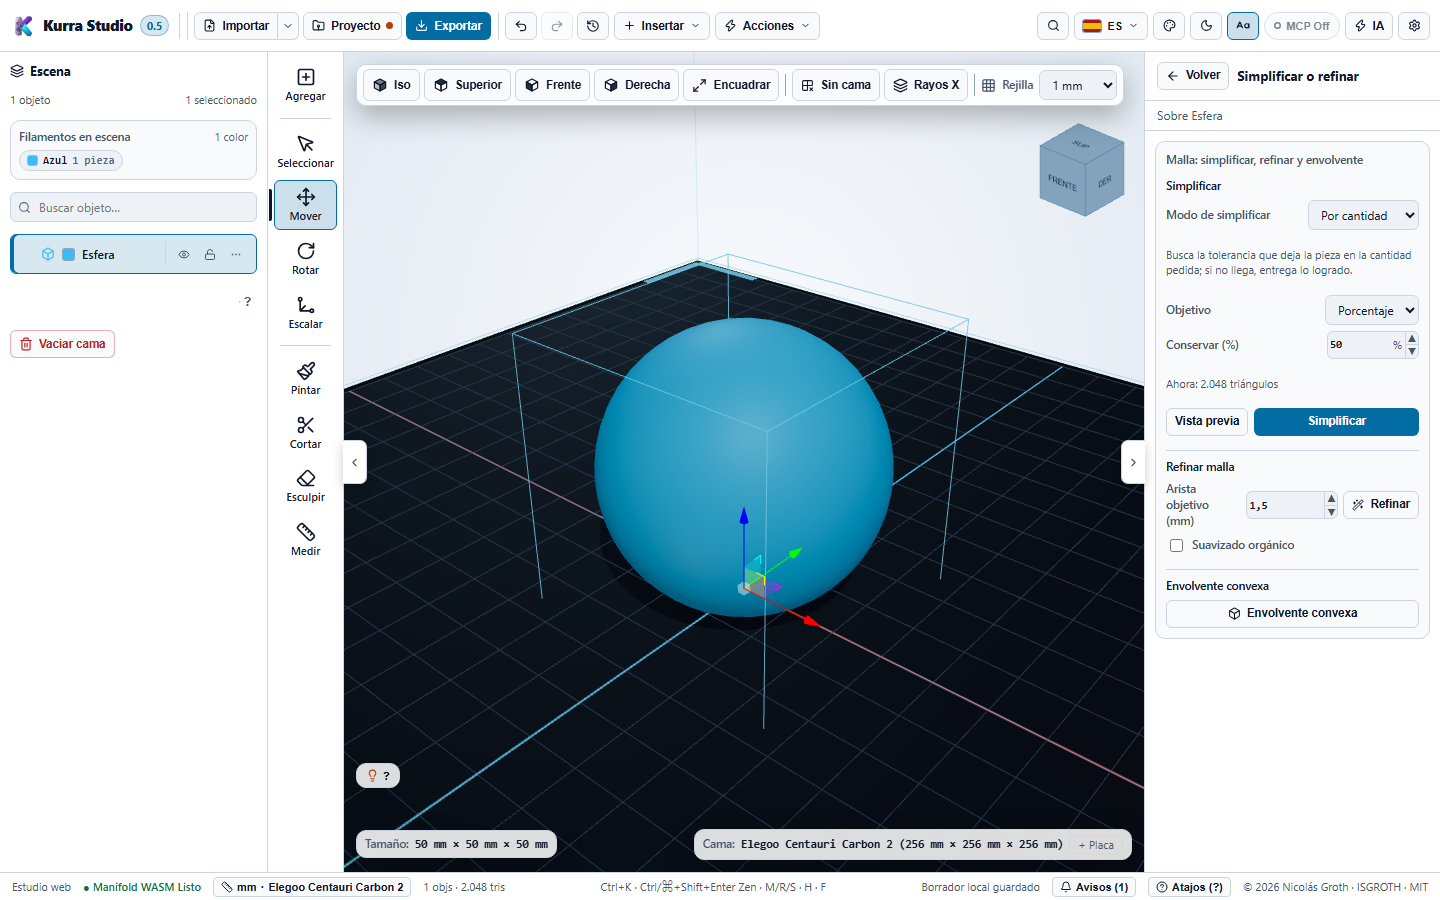 Kurra Studio 0.5 Importar Proyecto Exportar Insertar Acciones ES Aa MCP Off IA
Escena
1 objeto 1 seleccionado
Filamentos en escena 1 color
Azul 1 pieza
Buscar objeto...
Esfera
?
Vaciar cama
Agregar
Seleccionar
Mover
Rotar
Escalar
Pintar
Cortar
Esculpir
Medir
Iso Superior Frente Derecha Encuadrar Sin cama Rayos X Rejilla 1 mm
SUP
FRENTE
DER
?
Tamaño: 50 mm × 50 mm × 50 mm
Cama: Elegoo Centauri Carbon 2 (256 mm × 256 mm × 256 mm) + Placa
Volver Simplificar o refinar
Sobre Esfera
Malla: simplificar, refinar y envolvente
Simplificar
Modo de simplificar Por cantidad
Busca la tolerancia que deja la pieza en la cantidad
pedida; si no llega, entrega lo logrado.
Objetivo Porcentaje
Conservar (%) 50 %
Ahora: 2.048 triángulos
Vista previa Simplificar
Refinar malla
Arista
objetivo
(mm)
1,5 Refinar
Suavizado orgánico
Envolvente convexa
Envolvente convexa
Estudio web Manifold WASM Listo mm · Elegoo Centauri Carbon 2 1 objs · 2.048 tris Ctrl+K · Ctrl/⌘+Shift+Enter Zen · M/R/S · H · F Borrador local guardado Avisos (1) Atajos (?) © 2026 Nicolás Groth · ISGROTH · MIT